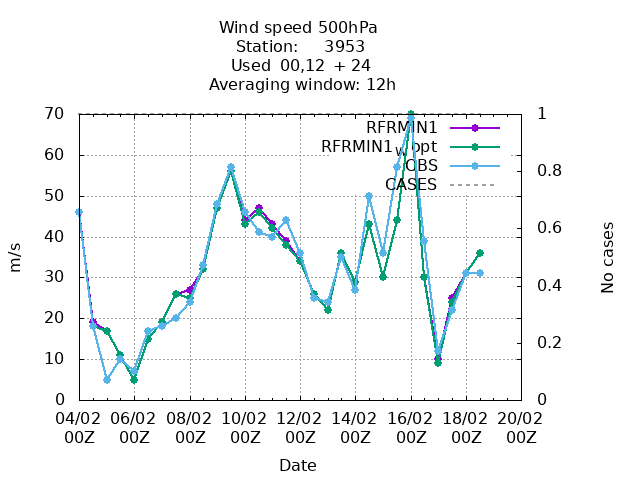 Wind speed 500hPa
Station: 3953
Used 00,12 + 24
Averaging window: 12h
70 1
RFRMIN1
RFRMIN1w opt
OBS
CASES
60
50
40
30
20
10
0
0.8
0.6
0.4
0.2
0
m/s
No cases
04/02 06/02 08/02 10/02 12/02 14/02 16/02 18/02 20/02
00Z 00Z 00Z 00Z 00Z 00Z 00Z 00Z 00Z
Date